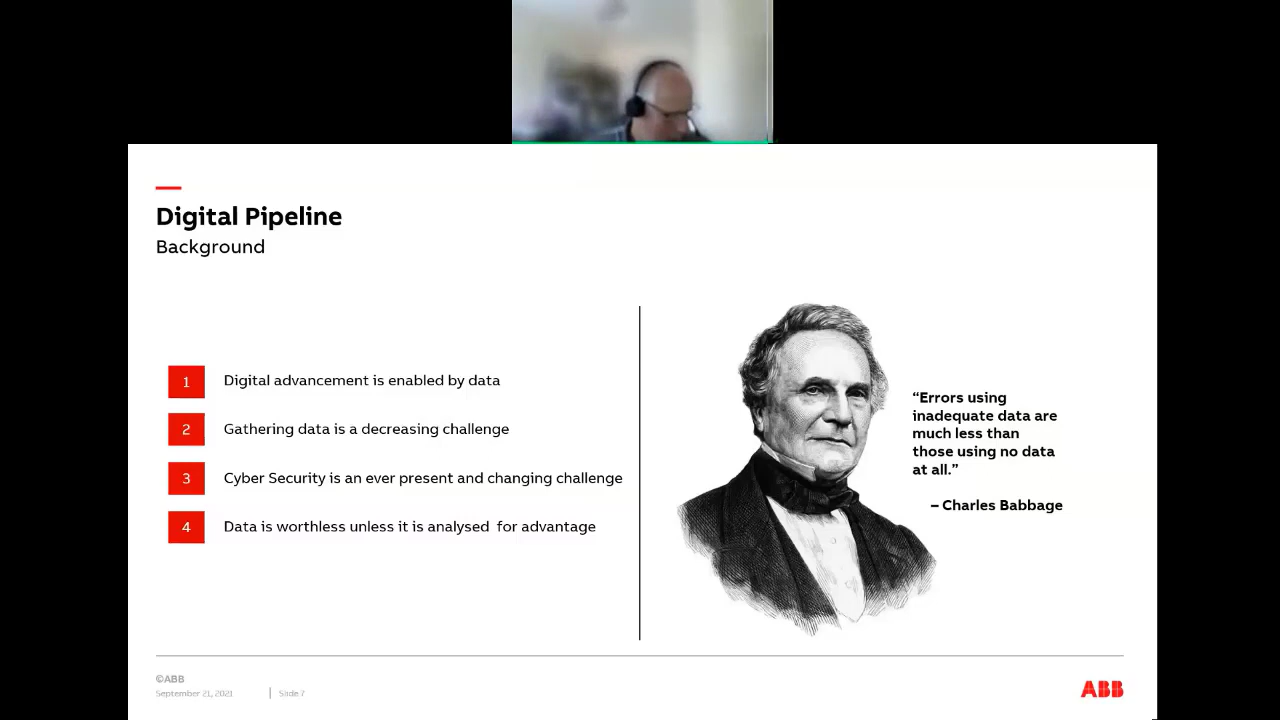 Digital Pipeline
Background
1 Digital advancement is enabled by data
2 Gathering data is a decreasing challenge
3 Cyber Security is an ever present and changing challenge
4 Data is worthless unless it is analysed  for advantage
“Errors using
inadequate data are
much less than
those using no data
at all.”
– Charles Babbage
©ABB
September 21, 2021 | Slide 7
ABB